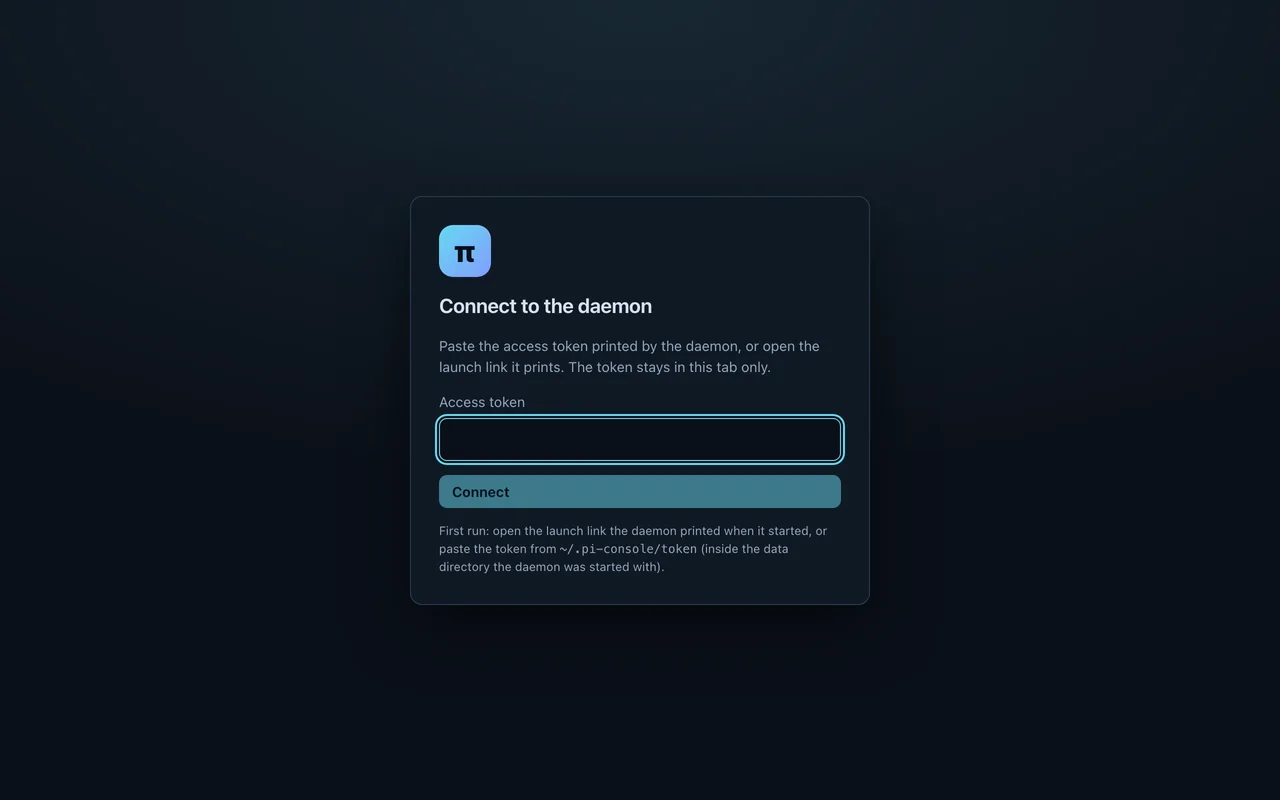 π
Connect to the daemon
Paste the access token printed by the daemon, or open the
launch link it prints. The token stays in this tab only.
Access token
Connect
First run: open the launch link the daemon printed when it started, or
paste the token from ~/.pi-console/token (inside the data
directory the daemon was started with).